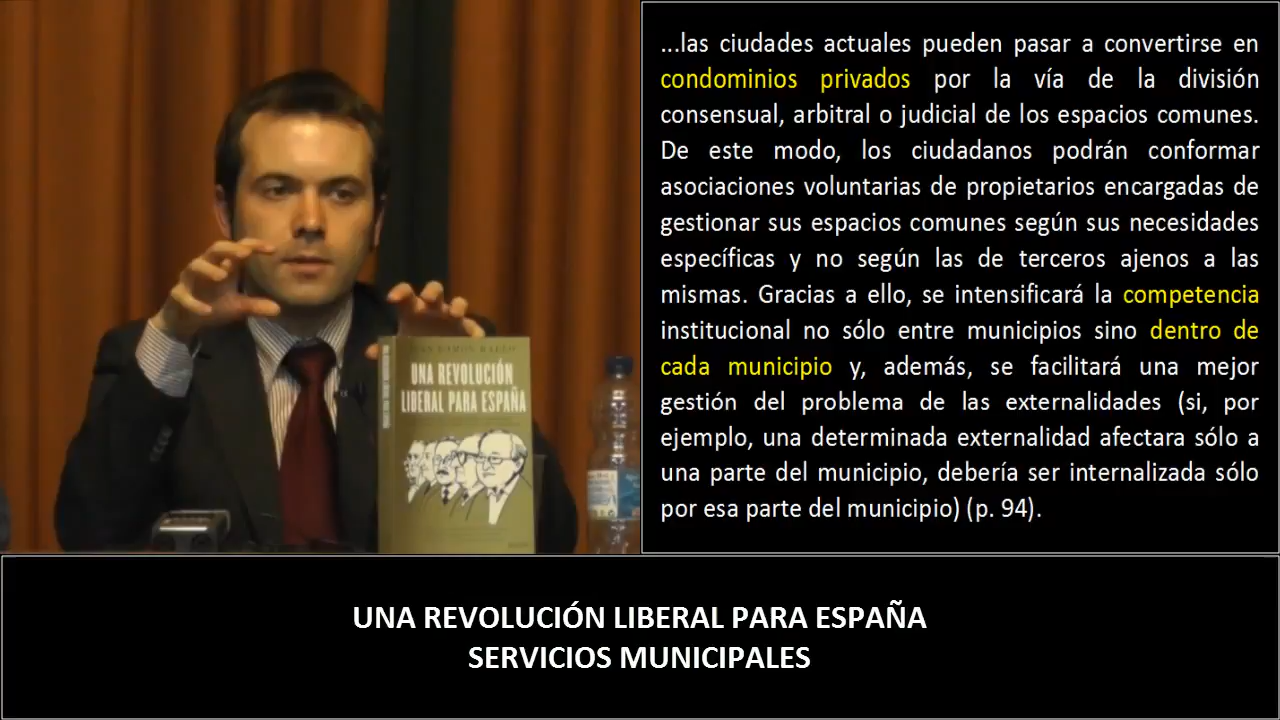 ...las ciudades actuales pueden pasar a convertirse en
condominios privados por la vía de la división
consensual, arbitral o judicial de los espacios comunes.
De este modo, los ciudadanos podrán conformar
asociaciones voluntarias de propietarios encargadas de
gestionar sus espacios comunes según sus necesidades
específicas y no según las de terceros ajenos a las
mismas. Gracias a ello, se intensificará la competencia
institucional no sólo entre municipios sino dentro de
cada municipio y, además, se facilitará una mejor
gestión del problema de las externalidades (si, por
ejemplo, una determinada externalidad afectara sólo a
una parte del municipio, debería ser internalizada sólo
por esa parte del municipio) (p. 94).
UNA REVOLUCIÓN
LIBERAL PARA ESPAÑA
UNA REVOLUCIÓN LIBERAL PARA ESPAÑA
SERVICIOS MUNICIPALES